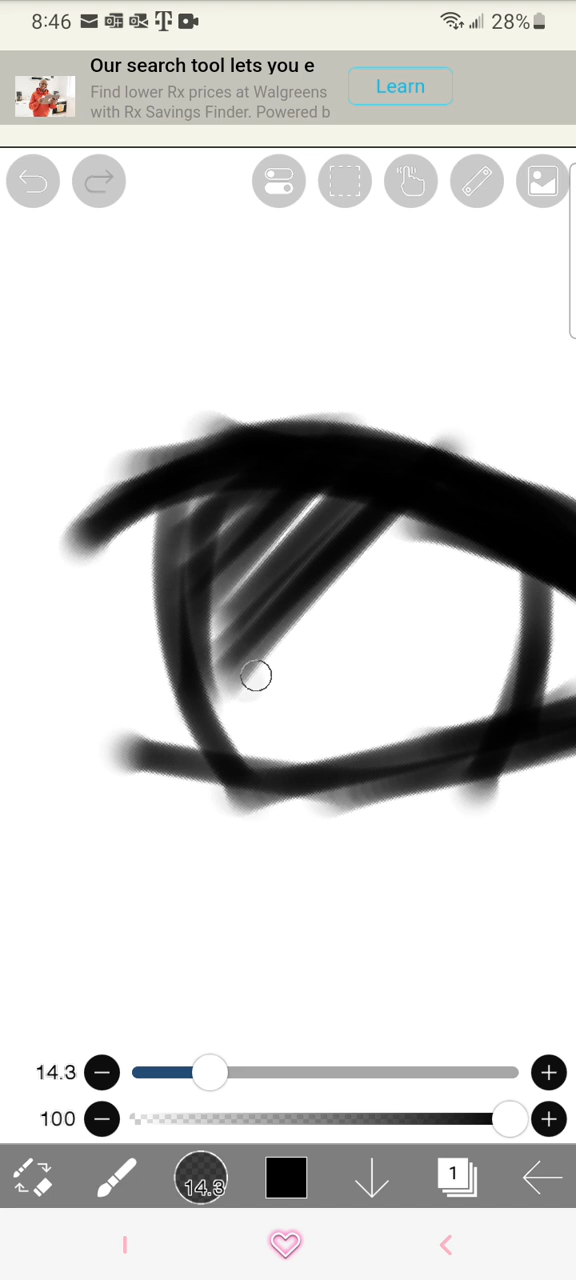 8:46 28%
Our search tool lets you e
Find lower Rx prices at Walgreens
with Rx Savings Finder. Powered b
Learn
14.3
100
14.3
1